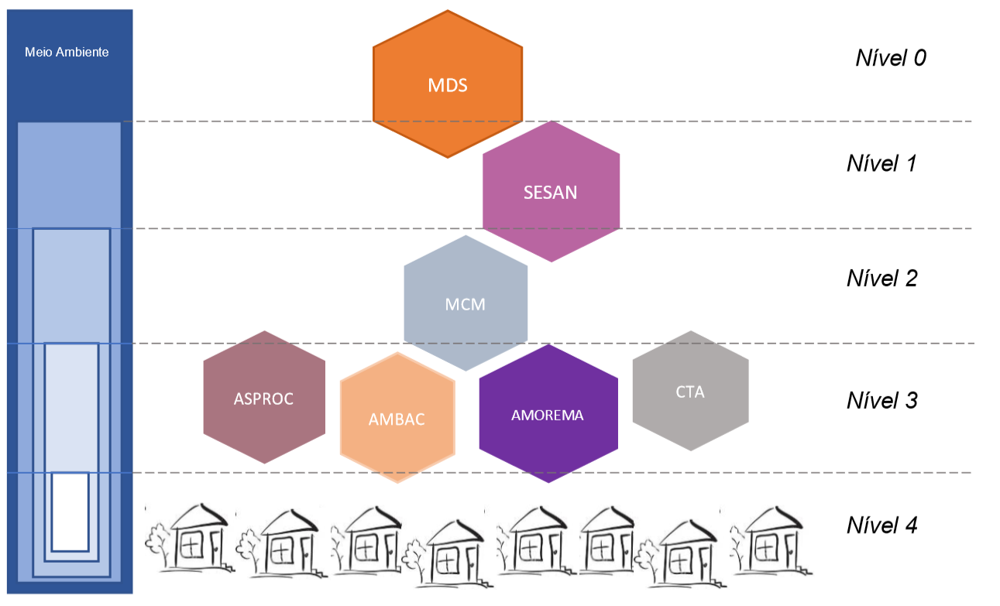 Meio Ambiente
MDS
Nível 0
SESAN
Nível 1
MCM
Nível 2
ASPROC
AMBAC
AMOREMA
CTA
Nível 3
Nível 4